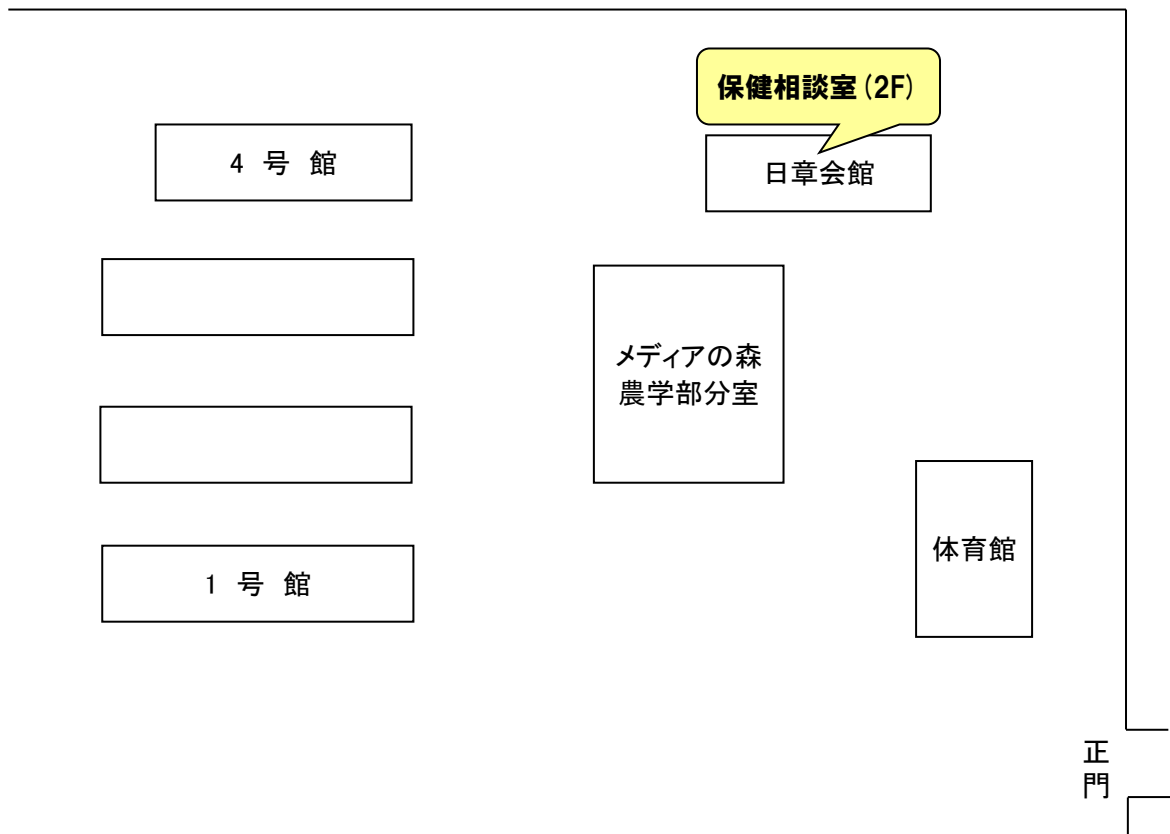 保健相談室(2F)
4 号 館
日章会館
メディアの森
農学部分室
体育館
1 号 館
正
門